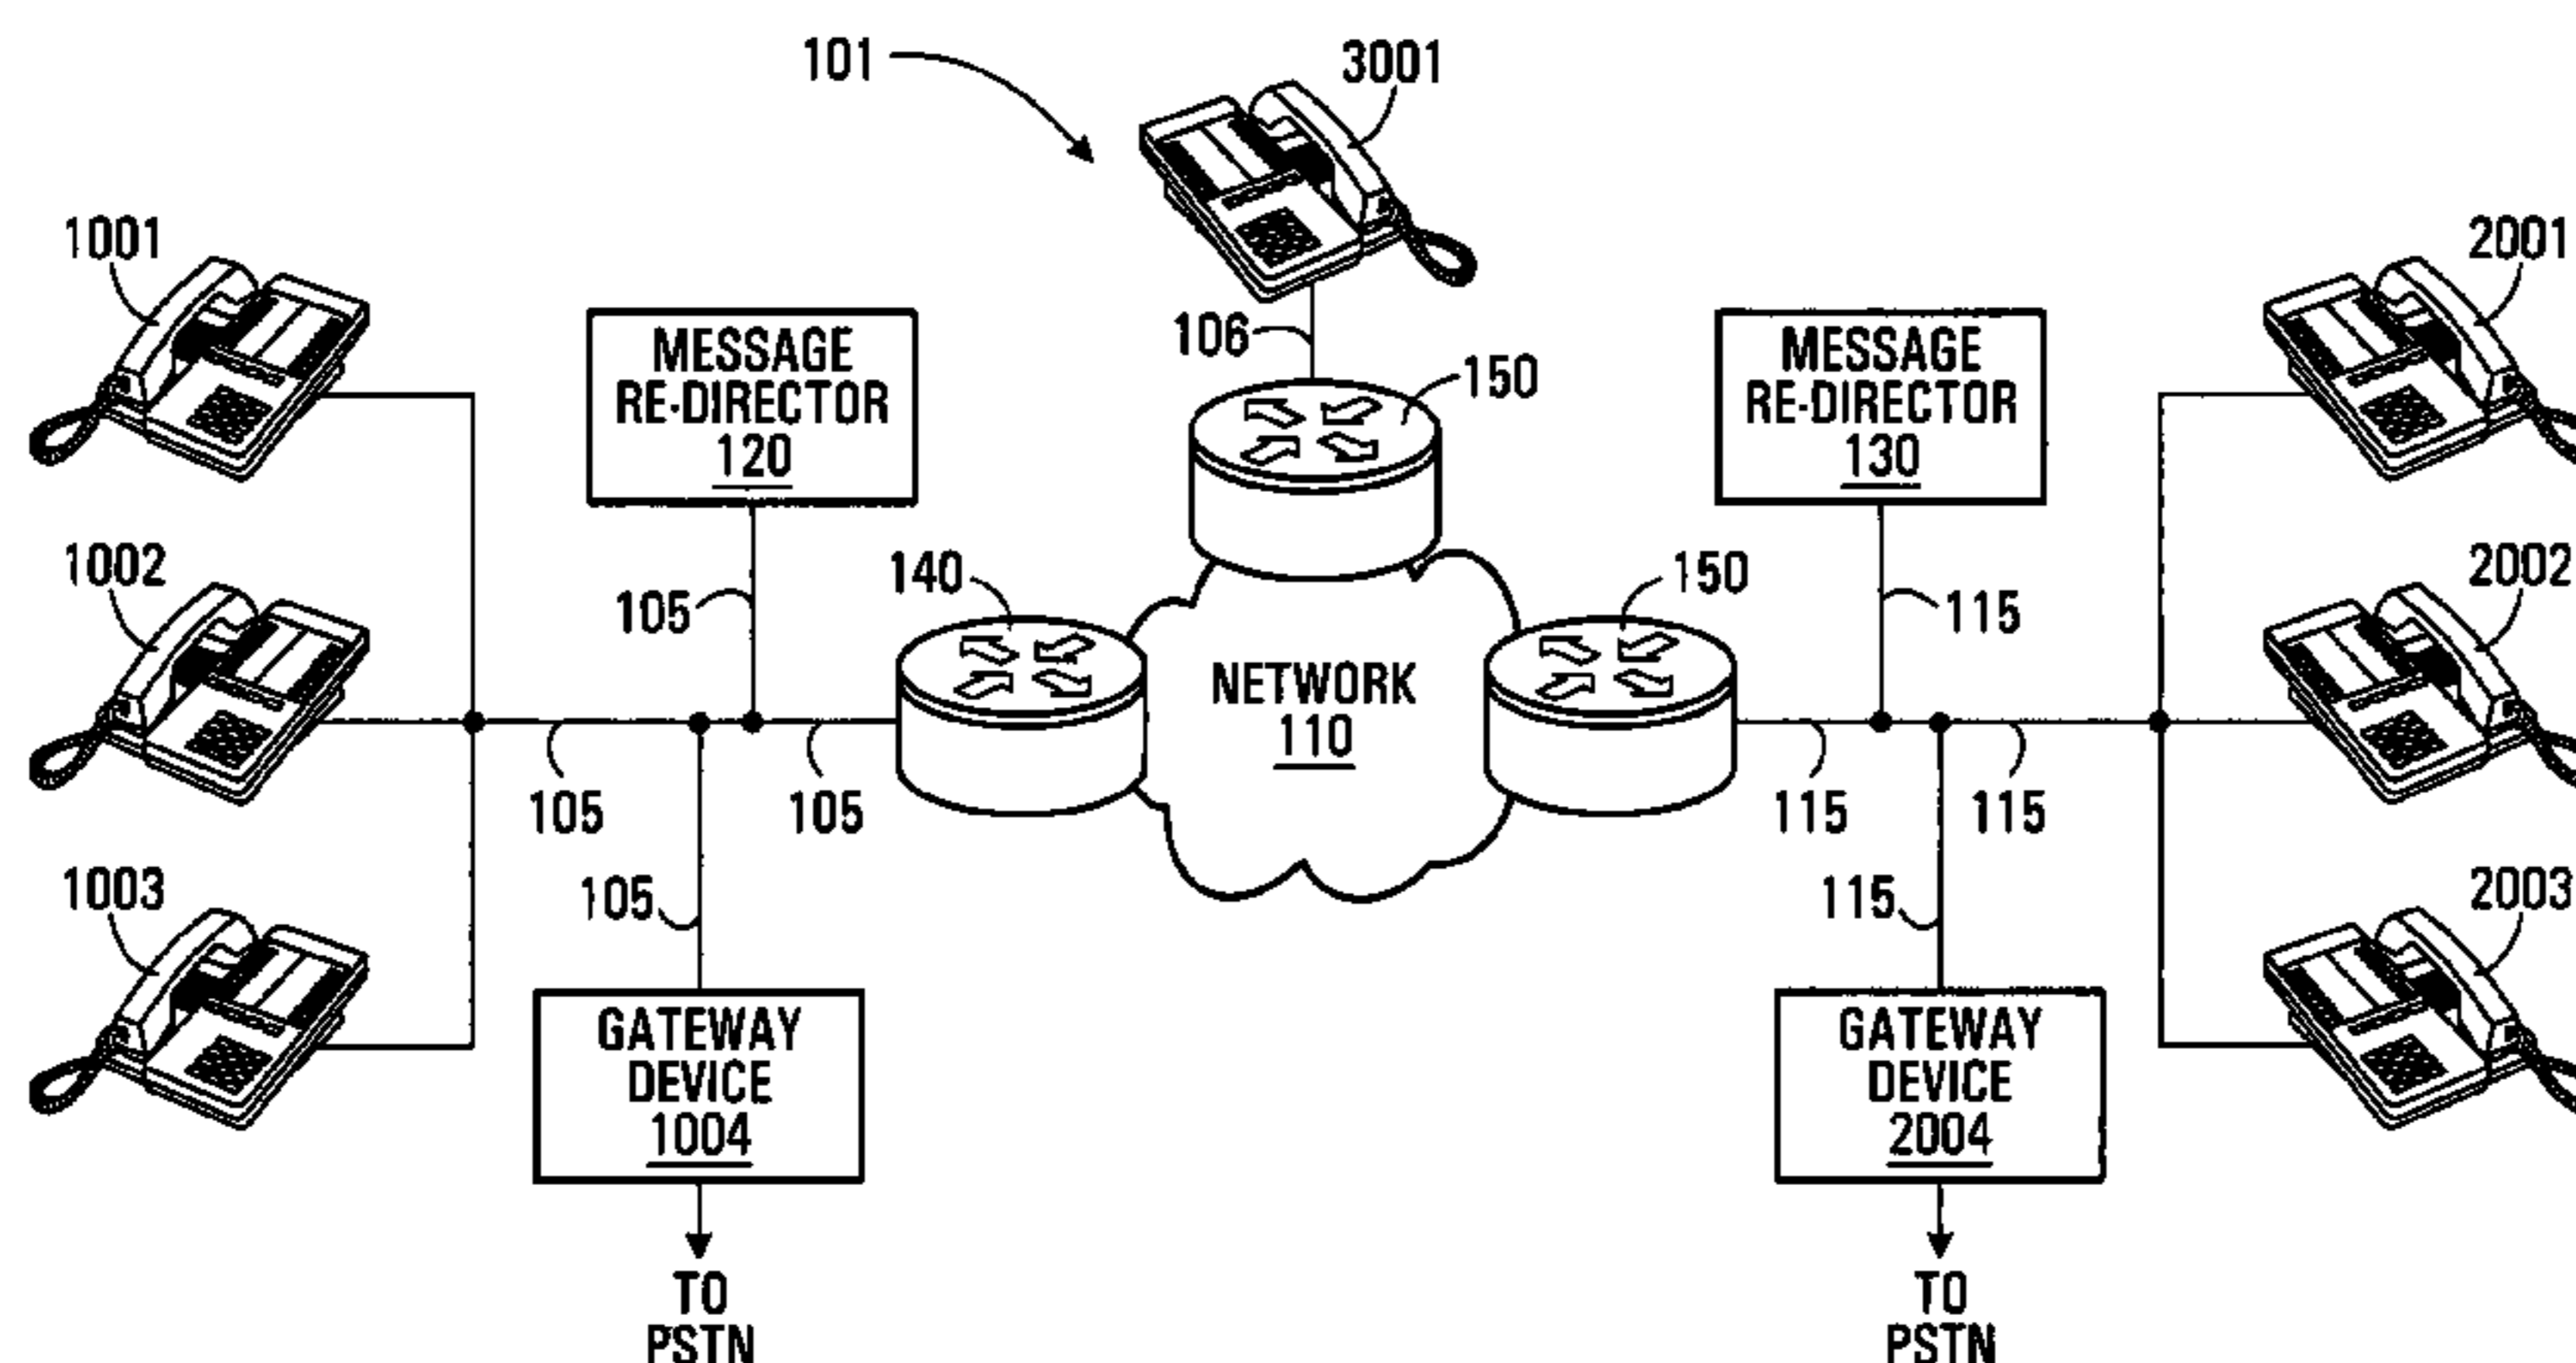 101
3001
1001
2001
MESSAGE
RE-DIRECTOR
120
106
150
MESSAGE
RE-DIRECTOR
130
1002
140
150
2002
105
115
NETWORK
110
105
105
115
115
1003
105
115
2003
GATEWAY
DEVICE
1004
GATEWAY
DEVICE
2004
TO
PSTN
TO
PSTN